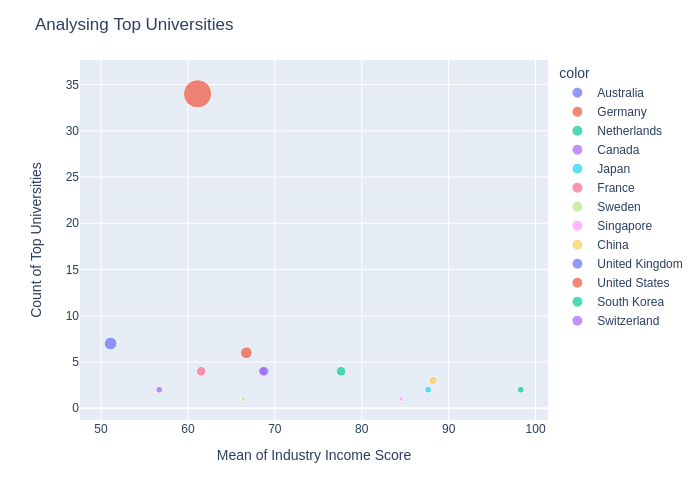 Analysing Top Universities
color
Australia
Germany
Netherlands
Canada
Japan
France
Sweden
Singapore
China
United Kingdom
United States
South Korea
Switzerland
Count of Top Universities
35
30
25
20
15
10
5
0
50 60 70 80 90 100
Mean of Industry Income Score